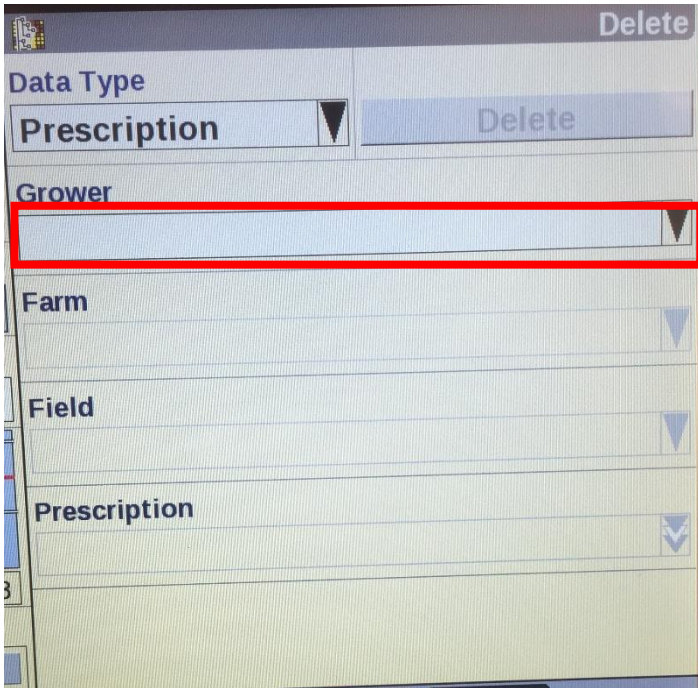 Delete
Data Type
Prescription
Delete
Grower
Farm
Field
Prescription